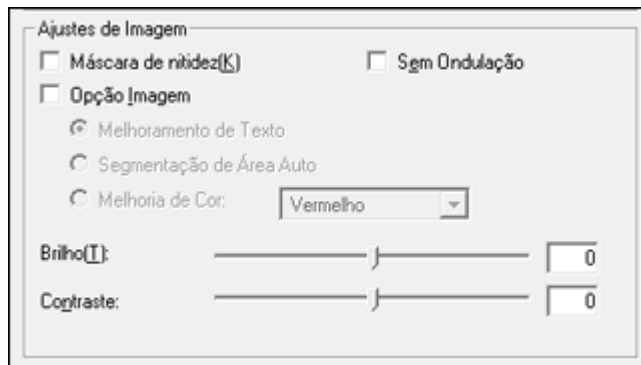 Ajustes de Imagem
Máscara de nitidez(K) Sem Ondulação
Opção Imagem
Melhoramento de Texto
Segmentação de Área Auto
Melhoria de Cor: Vermelho
Brilho(T): 0
Contraste: 0